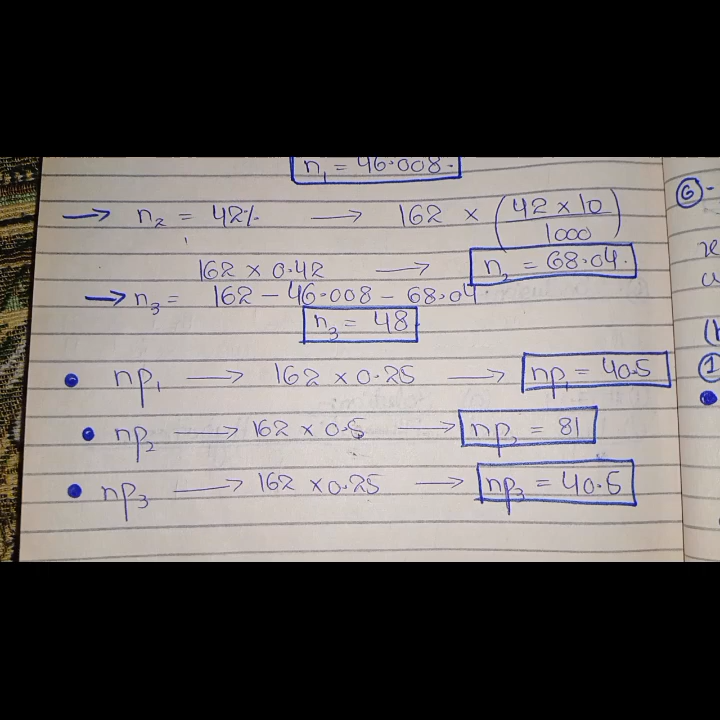 n₁ = 46.008.
→ n₂ = 42% → 162 × (42 × 10 / 1000)
162 × 0.42 → n₂ = 68.04.
→ n₃ = 162 − 46.008 − 68.04
n₃ = 48
• np₁ → 162 × 0.25 → np₁ = 40.5
• np₂ → 162 × 0.5 → np₂ = 81
• np₃ → 162 × 0.25 → np₃ = 40.5
6 -
1